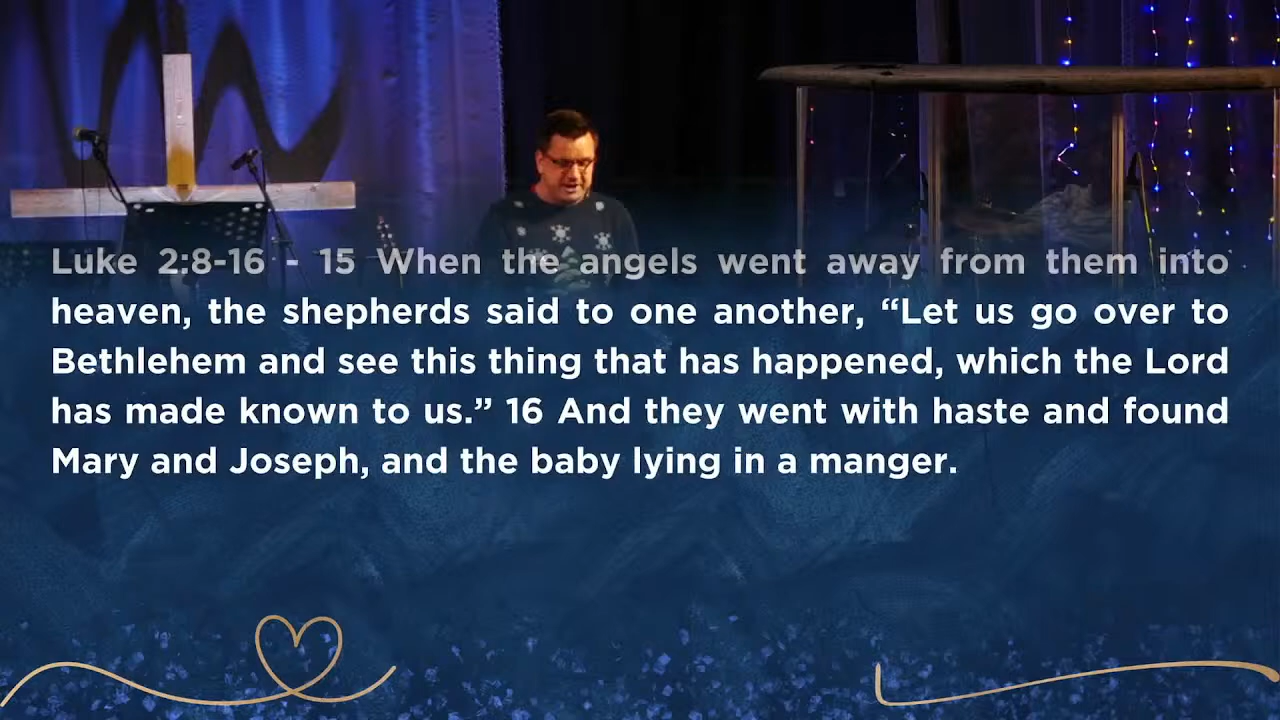 Luke 2:8-16 - 15 When the angels went away from them into
heaven, the shepherds said to one another, “Let us go over to
Bethlehem and see this thing that has happened, which the Lord
has made known to us.” 16 And they went with haste and found
Mary and Joseph, and the baby lying in a manger.